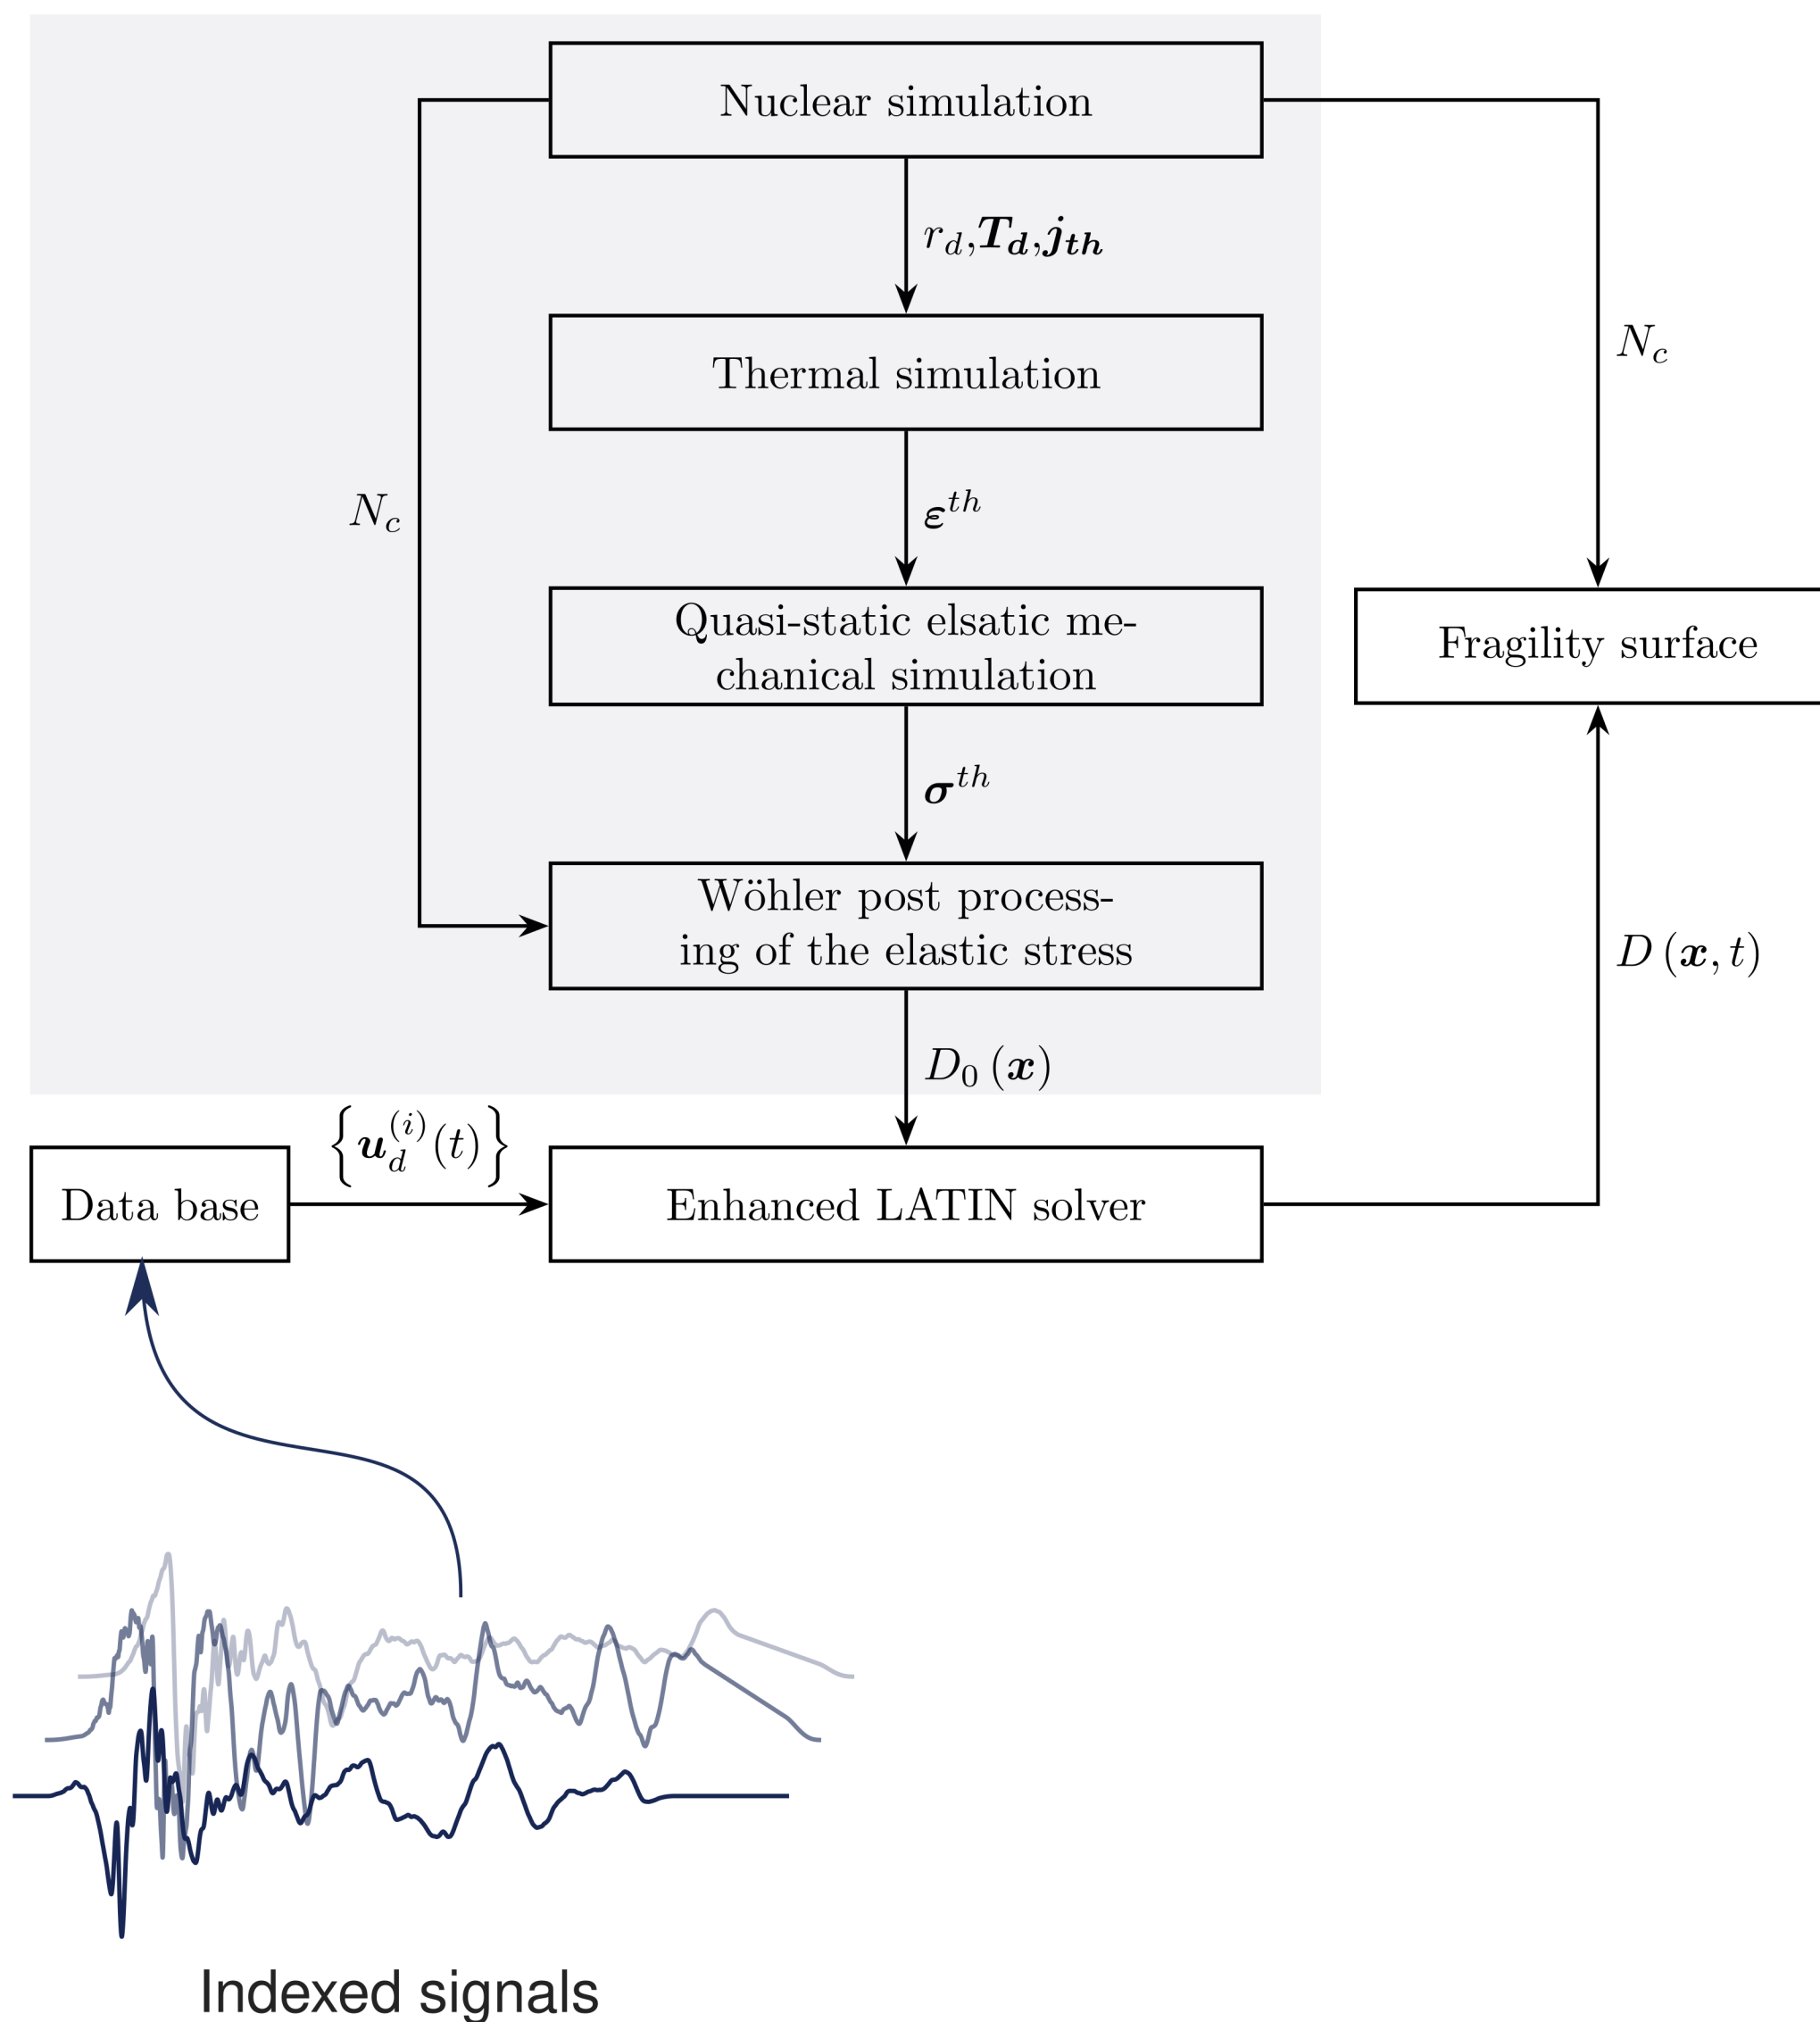 Nuclear simulation
r_d, T_d, j_th
N_c
Thermal simulation
N_c
ε^th
Quasi-static elsatic me-
chanical simulation
Fragility surface
σ^th
Wöhler post process-
ing of the elastic stress
D (x, t)
D_0 (x)
{u_d^(i)(t)}
Data base
Enhanced LATIN solver
Indexed signals